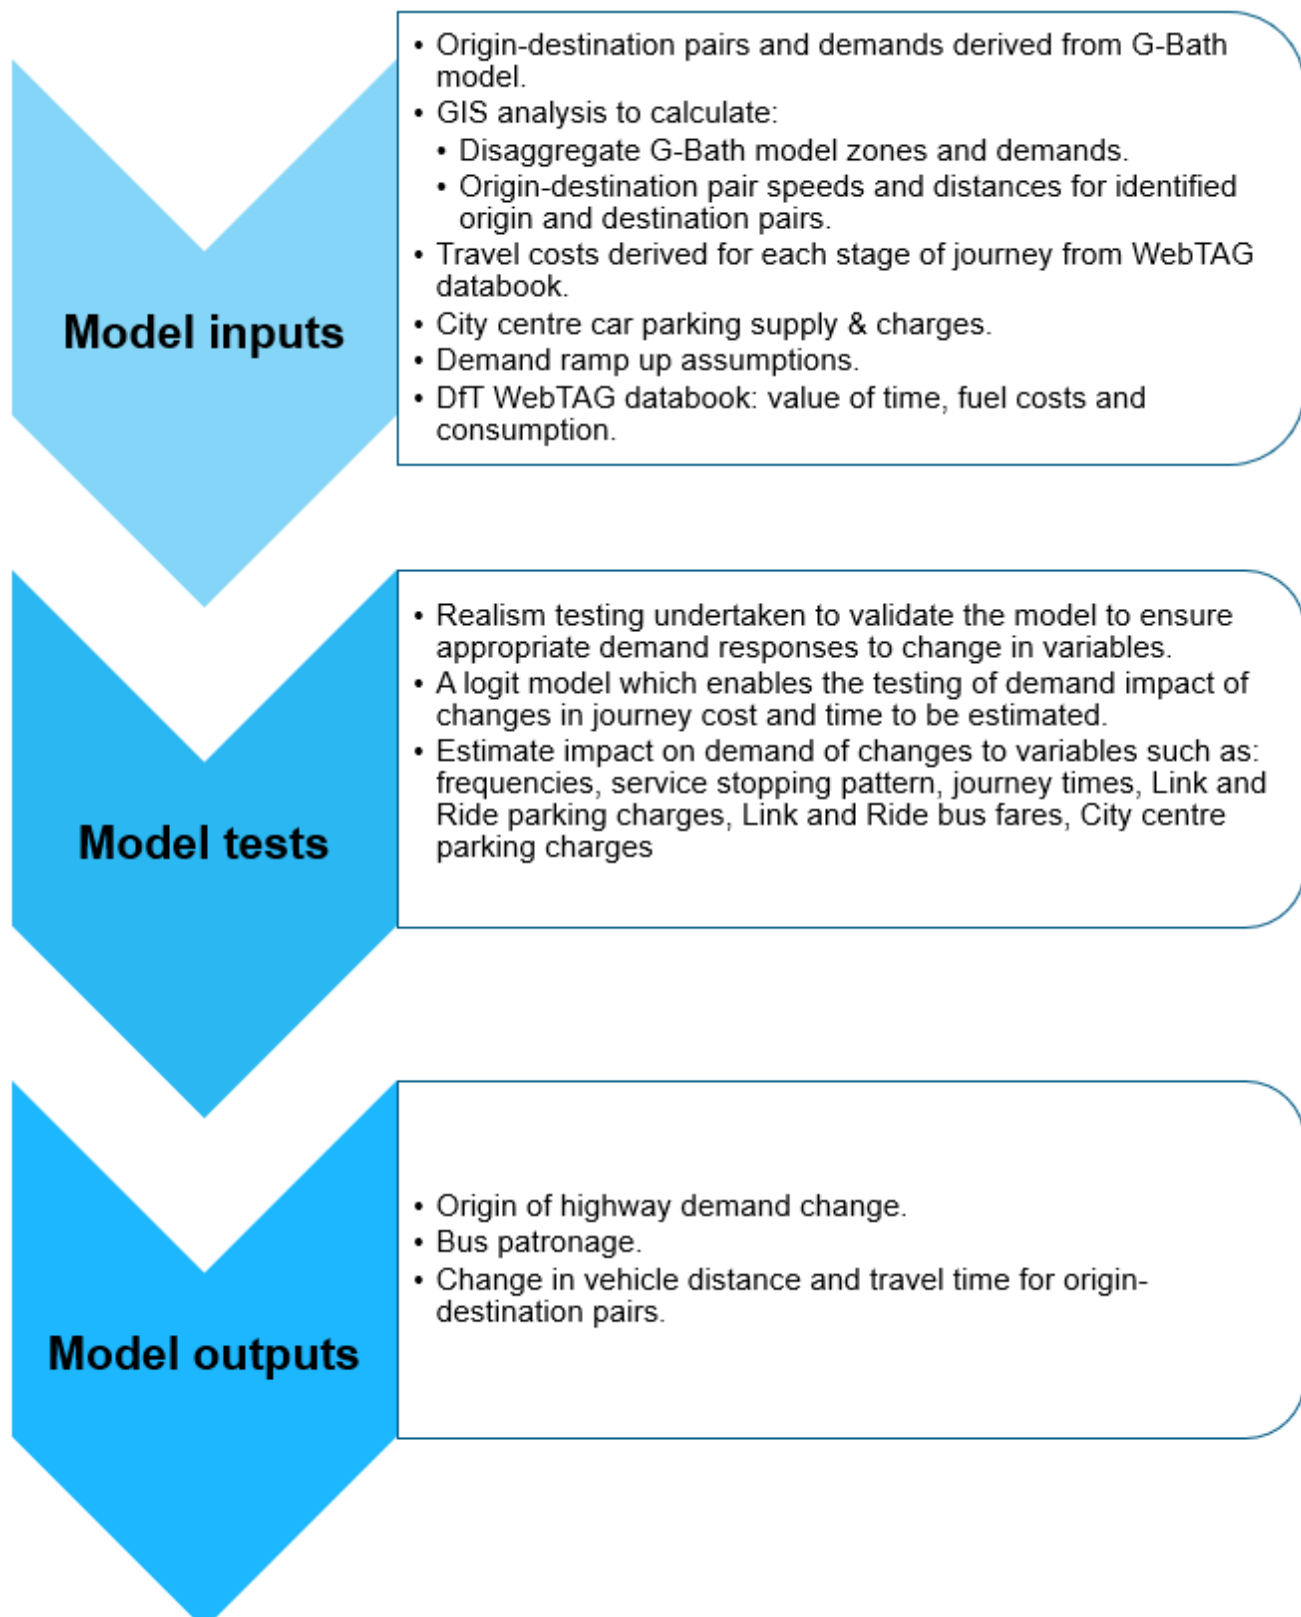 Model inputs
• Origin-destination pairs and demands derived from G-Bath
model.
• GIS analysis to calculate:
• Disaggregate G-Bath model zones and demands.
• Origin-destination pair speeds and distances for identified
origin and destination pairs.
• Travel costs derived for each stage of journey from WebTAG
databook.
• City centre car parking supply & charges.
• Demand ramp up assumptions.
• DfT WebTAG databook: value of time, fuel costs and
consumption.
Model tests
• Realism testing undertaken to validate the model to ensure
appropriate demand responses to change in variables.
• A logit model which enables the testing of demand impact of
changes in journey cost and time to be estimated.
• Estimate impact on demand of changes to variables such as:
frequencies, service stopping pattern, journey times, Link and
Ride parking charges, Link and Ride bus fares, City centre
parking charges
Model outputs
• Origin of highway demand change.
• Bus patronage.
• Change in vehicle distance and travel time for origin-
destination pairs.